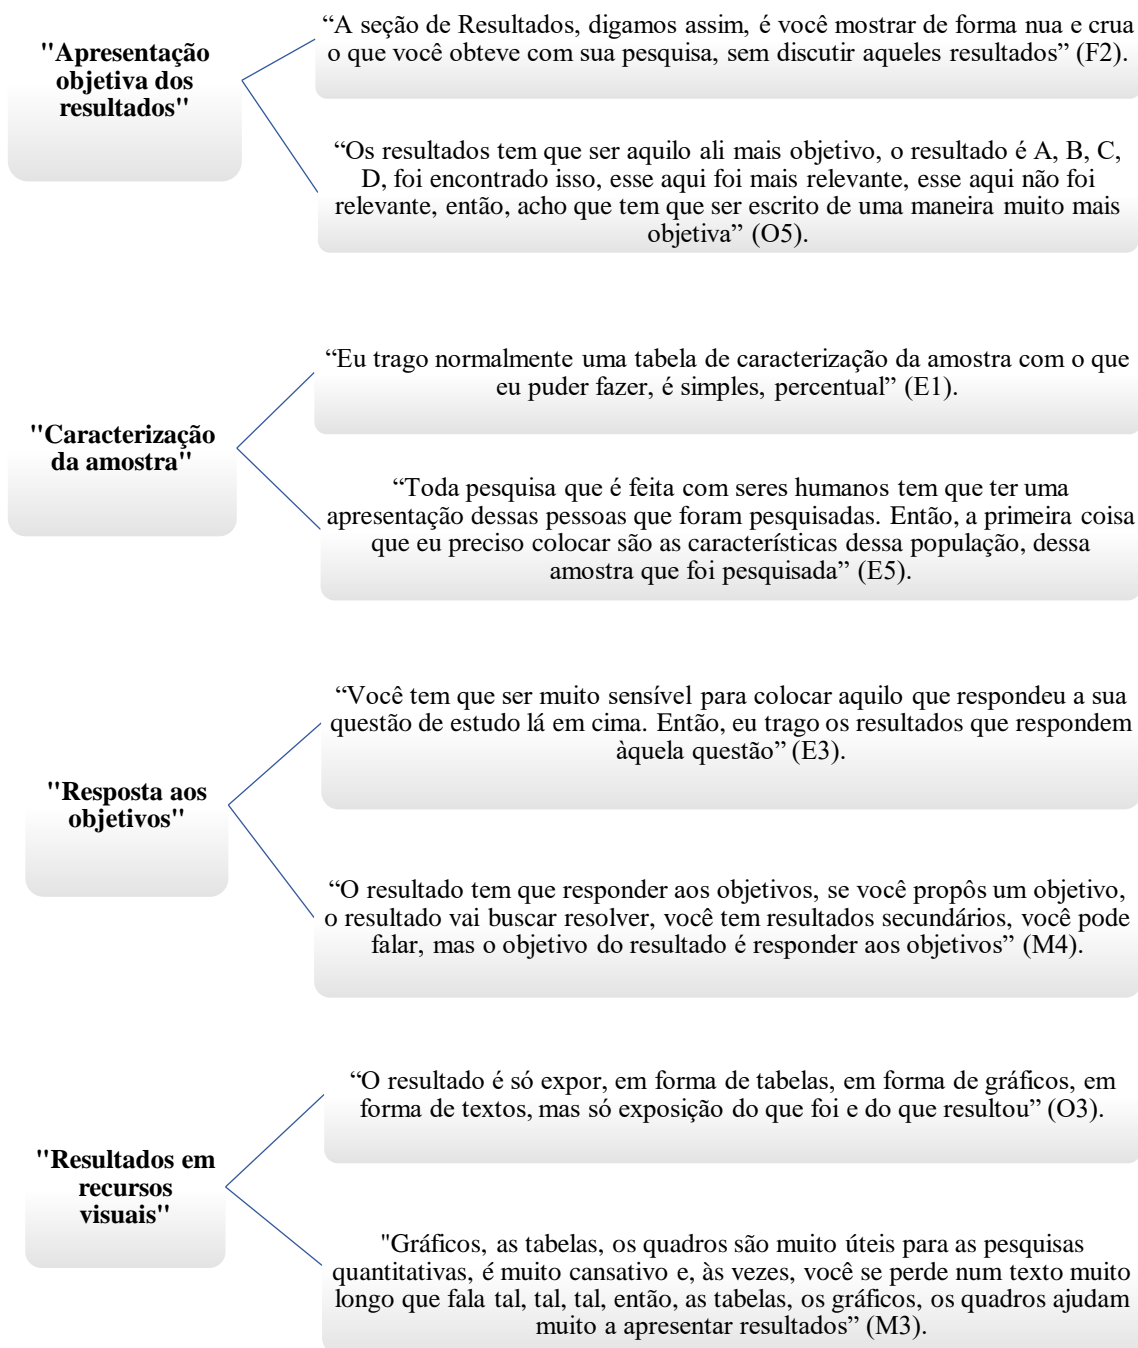 "Apresentação
objetiva dos
resultados"
“A seção de Resultados, digamos assim, é você mostrar de forma nua e crua
o que você obteve com sua pesquisa, sem discutir aqueles resultados” (F2).
“Os resultados tem que ser aquilo ali mais objetivo, o resultado é A, B, C,
D, foi encontrado isso, esse aqui foi mais relevante, esse aqui não foi
relevante, então, acho que tem que ser escrito de uma maneira muito mais
objetiva” (O5).
"Caracterização
da amostra"
“Eu trago normalmente uma tabela de caracterização da amostra com o que
eu puder fazer, é simples, percentual” (E1).
“Toda pesquisa que é feita com seres humanos tem que ter uma
apresentação dessas pessoas que foram pesquisadas. Então, a primeira coisa
que eu preciso colocar são as características dessa população, dessa
amostra que foi pesquisada” (E5).
"Resposta aos
objetivos"
“Você tem que ser muito sensível para colocar aquilo que respondeu a sua
questão de estudo lá em cima. Então, eu trago os resultados que respondem
àquela questão” (E3).
“O resultado tem que responder aos objetivos, se você propôs um objetivo,
o resultado vai buscar resolver, você tem resultados secundários, você pode
falar, mas o objetivo do resultado é responder aos objetivos” (M4).
"Resultados em
recursos
visuais"
“O resultado é só expor, em forma de tabelas, em forma de gráficos, em
forma de textos, mas só exposição do que foi e do que resultou” (O3).
"Gráficos, as tabelas, os quadros são muito úteis para as pesquisas
quantitativas, é muito cansativo e, às vezes, você se perde num texto muito
longo que fala tal, tal, tal, então, as tabelas, os gráficos, os quadros ajudam
muito a apresentar resultados” (M3).